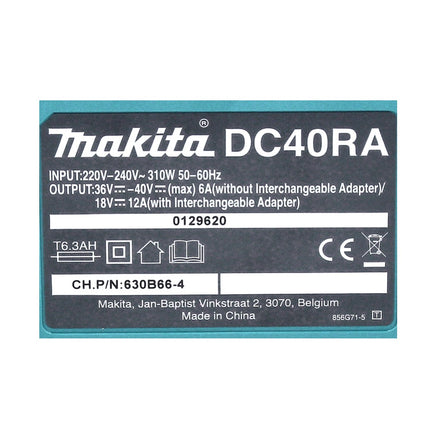 makita® DC40RA
INPUT:220V–240V~ 310W 50–60Hz
OUTPUT:36V⎓ –40V⎓ (max) 6A(without Interchangeable Adapter)/
18V⎓ 12A(with Interchangeable Adapter)
0129620
T6.3AH
CE
CH.P/N:630B66-4
Makita, Jan-Baptist Vinkstraat 2, 3070, Belgium
Made in China
856G71-5 T